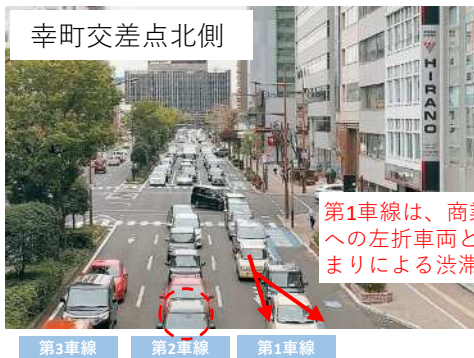 幸町交差点北側
HIRANO
第1車線は、商業
への左折車両と
まりによる渋滞
第3車線
第2車線
第1車線